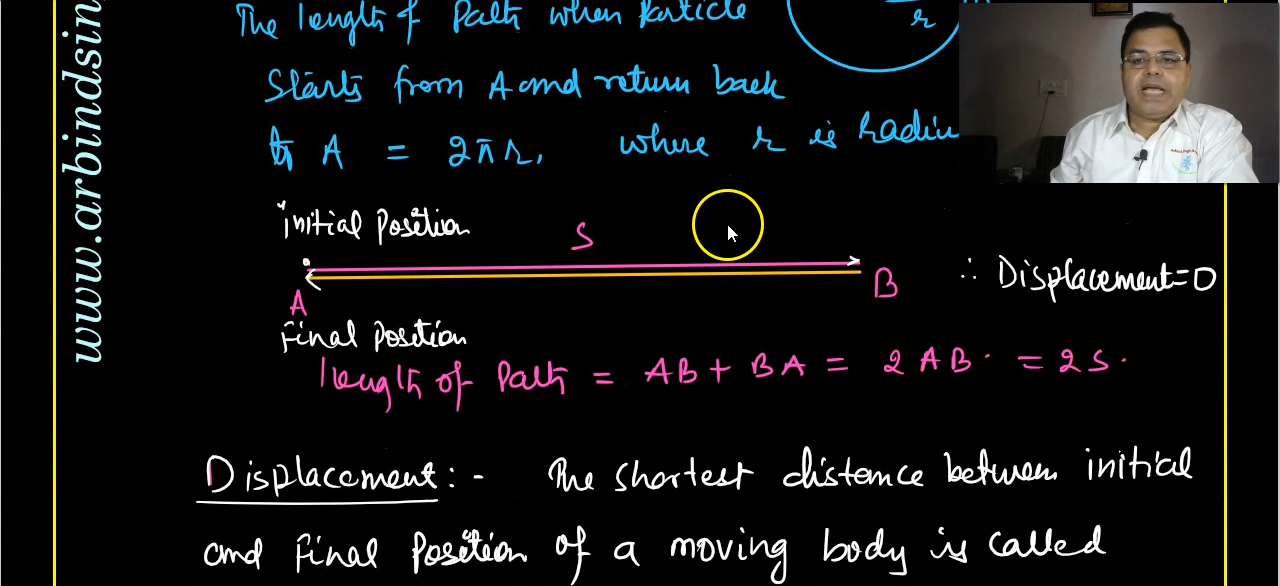 www.arbindsin
The length of Path when Particle
r
Starts from A and return back
to A = 2πr, where r is radiu
initial Position
S
A
B
∴ Displacement=0
Final Position
length of Path = AB + BA = 2AB. = 2S.
Displacement:- The shortest distance between initial
and final Position of a moving body is called